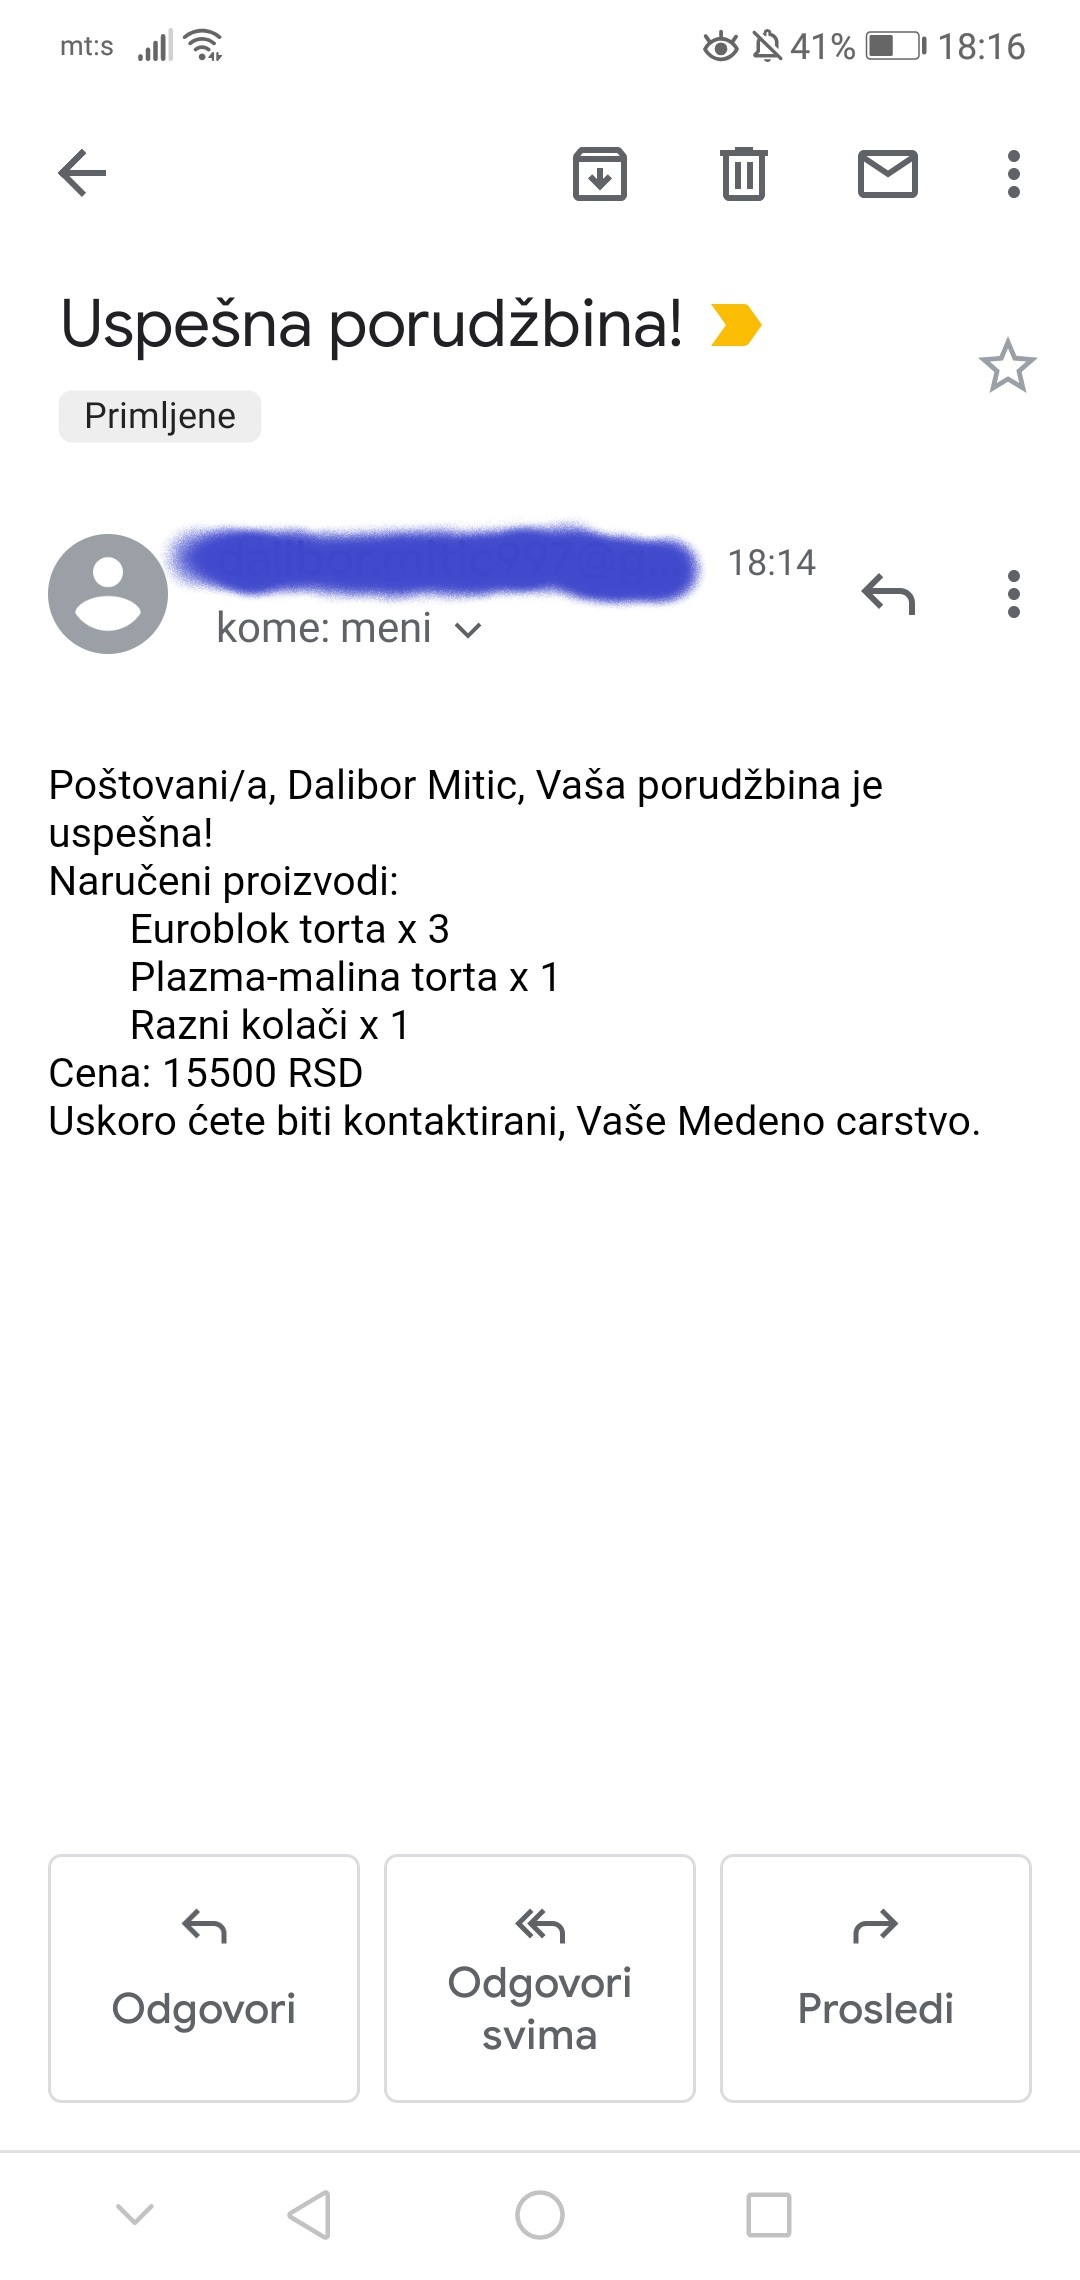 mt:s 41% 18:16
Uspešna porudžbina!
Primljene
18:14
kome: meni
Poštovani/a, Dalibor Mitic, Vaša porudžbina je
uspešna!
Naručeni proizvodi:
Euroblok torta x 3
Plazma-malina torta x 1
Razni kolači x 1
Cena: 15500 RSD
Uskoro ćete biti kontaktirani, Vaše Medeno carstvo.
Odgovori
Odgovori
svima
Prosledi